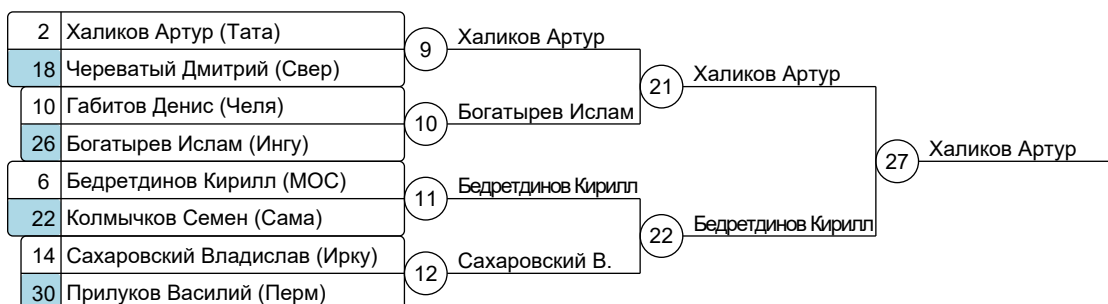 2 Халиков Артур (Тата)
18 Череватый Дмитрий (Свер)
10 Габитов Денис (Челя)
26 Богатырев Ислам (Ингу)
6 Бедретдинов Кирилл (МОС)
22 Колмычков Семен (Сама)
14 Сахаровский Владислав (Ирку)
30 Прилуков Василий (Перм)
9 Халиков Артур
10 Богатырев Ислам
11 Бедретдинов Кирилл
12 Сахаровский В.
21 Халиков Артур
22 Бедретдинов Кирилл
27 Халиков Артур